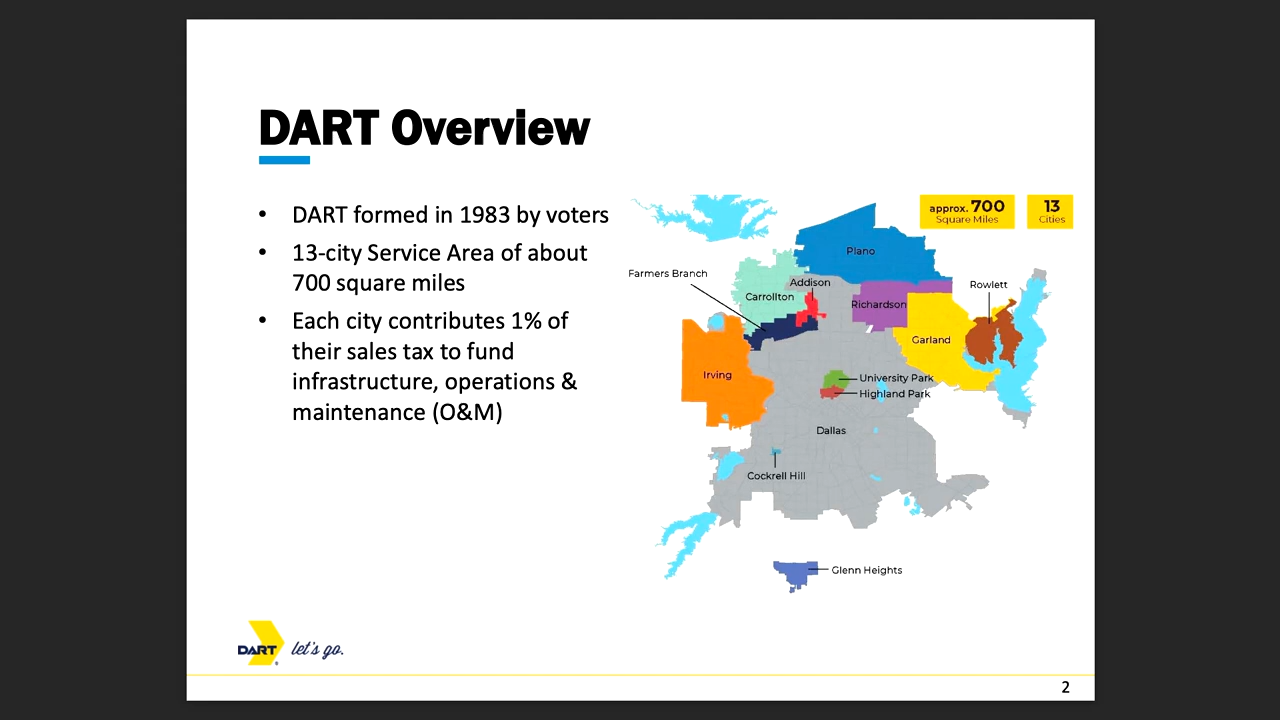 DART Overview
• DART formed in 1983 by voters
• 13-city Service Area of about
700 square miles
• Each city contributes 1% of
their sales tax to fund
infrastructure, operations &
maintenance (O&M)
approx. 700
Square Miles
13
Cities
Plano
Farmers Branch
Addison
Carrollton
Richardson
Rowlett
Garland
Irving
University Park
Highland Park
Dallas
Cockrell Hill
Glenn Heights
DART let's go.
2